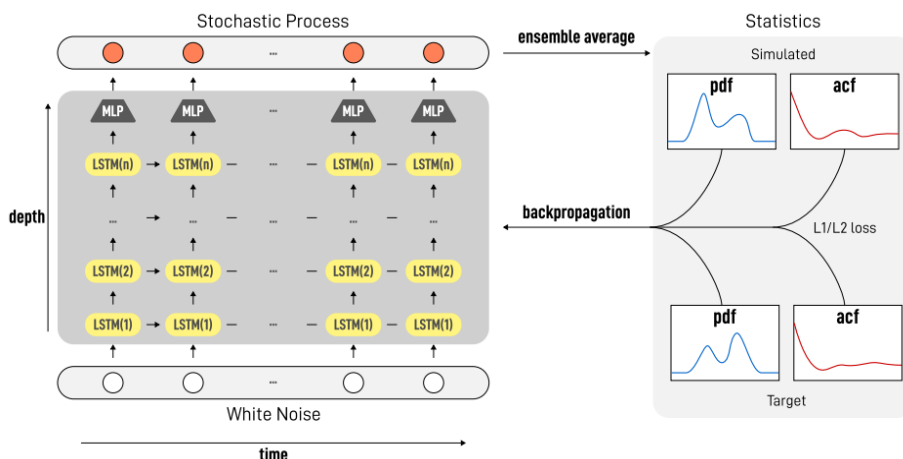 Stochastic Process
...
ensemble average
MLP MLP ... MLP MLP
LSTM(n) LSTM(n) ... LSTM(n) LSTM(n)
... ... ... ... ...
LSTM(2) LSTM(2) ... LSTM(2) LSTM(2)
LSTM(1) LSTM(1) ... LSTM(1) LSTM(1)
depth
...
White Noise
time
backpropagation
Statistics
Simulated
pdf acf
L1/L2 loss
pdf acf
Target